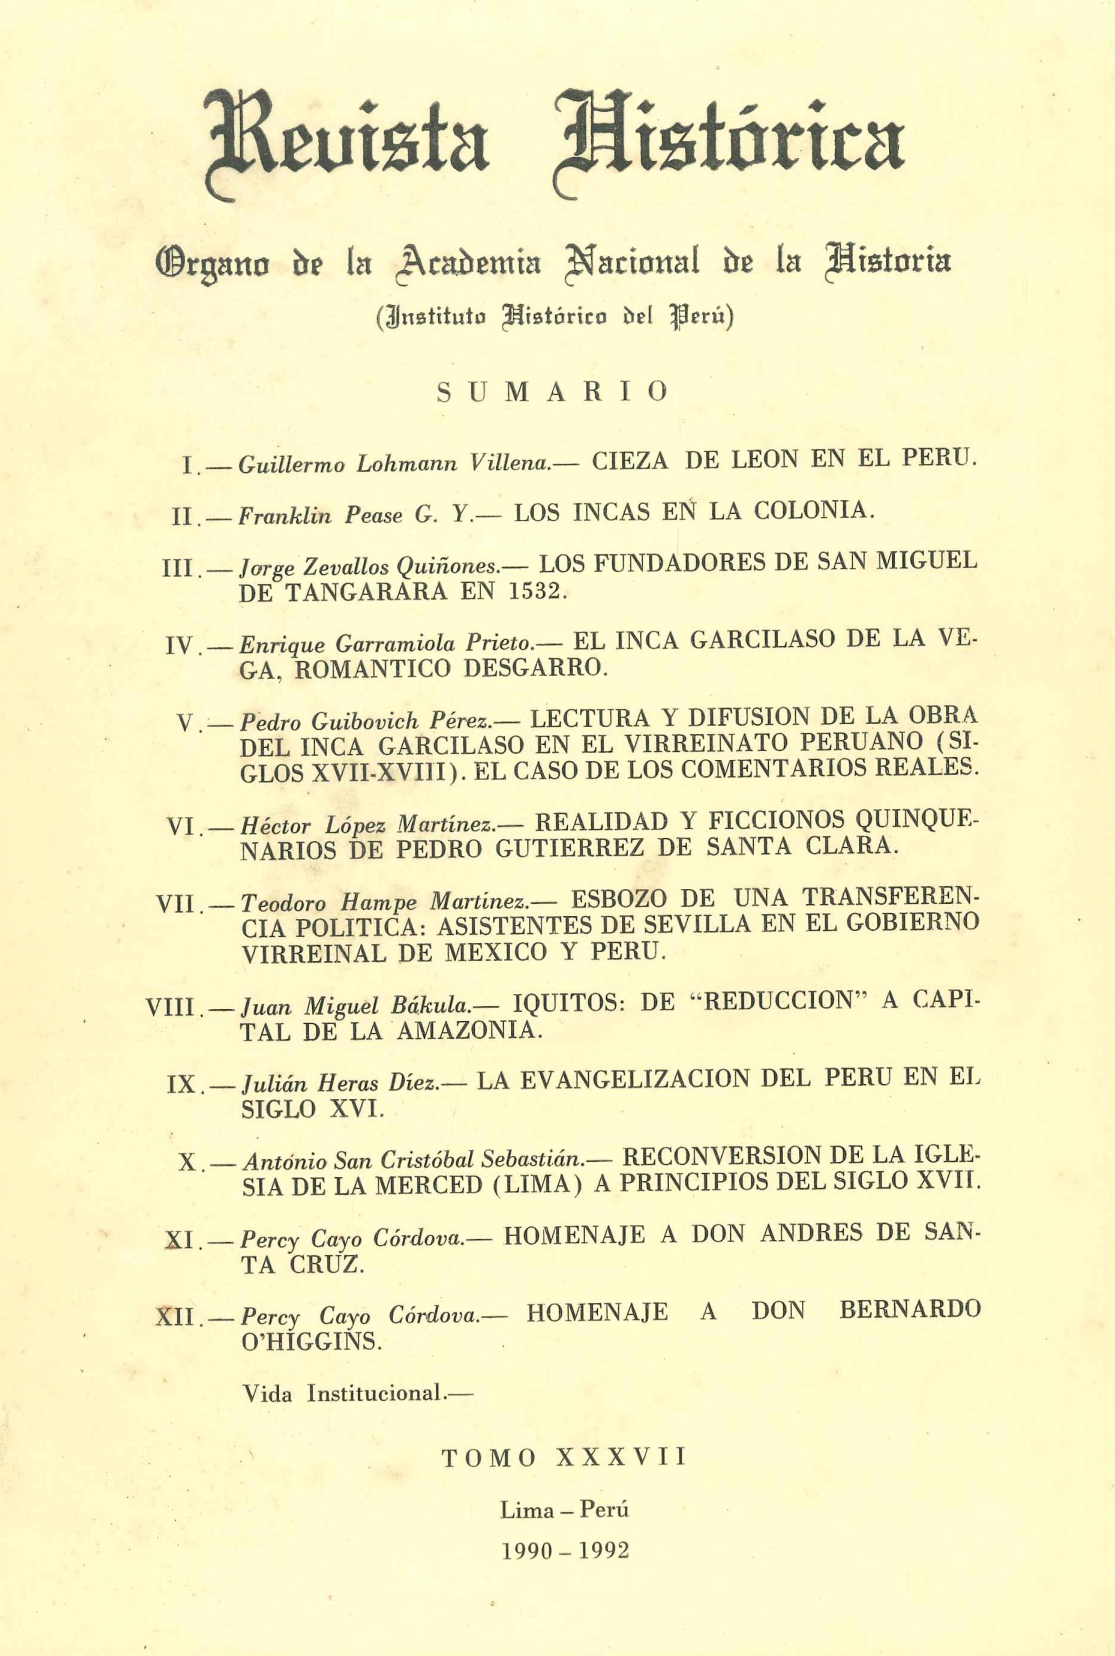 Revista Histórica
Organo de la Academia Nacional de la Historia
(Instituto Histórico del Perú)
SUMARIO
I.— Guillermo Lohmann Villena.— CIEZA DE LEON EN EL PERU.
II.— Franklin Pease G. Y.— LOS INCAS EN LA COLONIA.
III.— Jorge Zevallos Quiñones.— LOS FUNDADORES DE SAN MIGUEL
DE TANGARARA EN 1532.
IV.— Enrique Garramiola Prieto.— EL INCA GARCILASO DE LA VE-
GA, ROMANTICO DESGARRO.
V.— Pedro Guibovich Pérez.— LECTURA Y DIFUSION DE LA OBRA
DEL INCA GARCILASO EN EL VIRREINATO PERUANO (SI-
GLOS XVII-XVIII). EL CASO DE LOS COMENTARIOS REALES.
VI.— Héctor López Martínez.— REALIDAD Y FICCIONOS QUINQUE-
NARIOS DE PEDRO GUTIERREZ DE SANTA CLARA.
VII.— Teodoro Hampe Martínez.— ESBOZO DE UNA TRANSFEREN-
CIA POLITICA: ASISTENTES DE SEVILLA EN EL GOBIERNO
VIRREINAL DE MEXICO Y PERU.
VIII.— Juan Miguel Bákula.— IQUITOS: DE “REDUCCION” A CAPI-
TAL DE LA AMAZONIA.
IX.— Julián Heras Díez.— LA EVANGELIZACION DEL PERU EN EL
SIGLO XVI.
X.— António San Cristóbal Sebastián.— RECONVERSION DE LA IGLE-
SIA DE LA MERCED (LIMA) A PRINCIPIOS DEL SIGLO XVII.
XI.— Percy Cayo Córdova.— HOMENAJE A DON ANDRES DE SAN-
TA CRUZ.
XII.— Percy Cayo Córdova.— HOMENAJE A DON BERNARDO
O’HIGGINS.
Vida Institucional.—
TOMO XXXVII
Lima – Perú
1990 – 1992